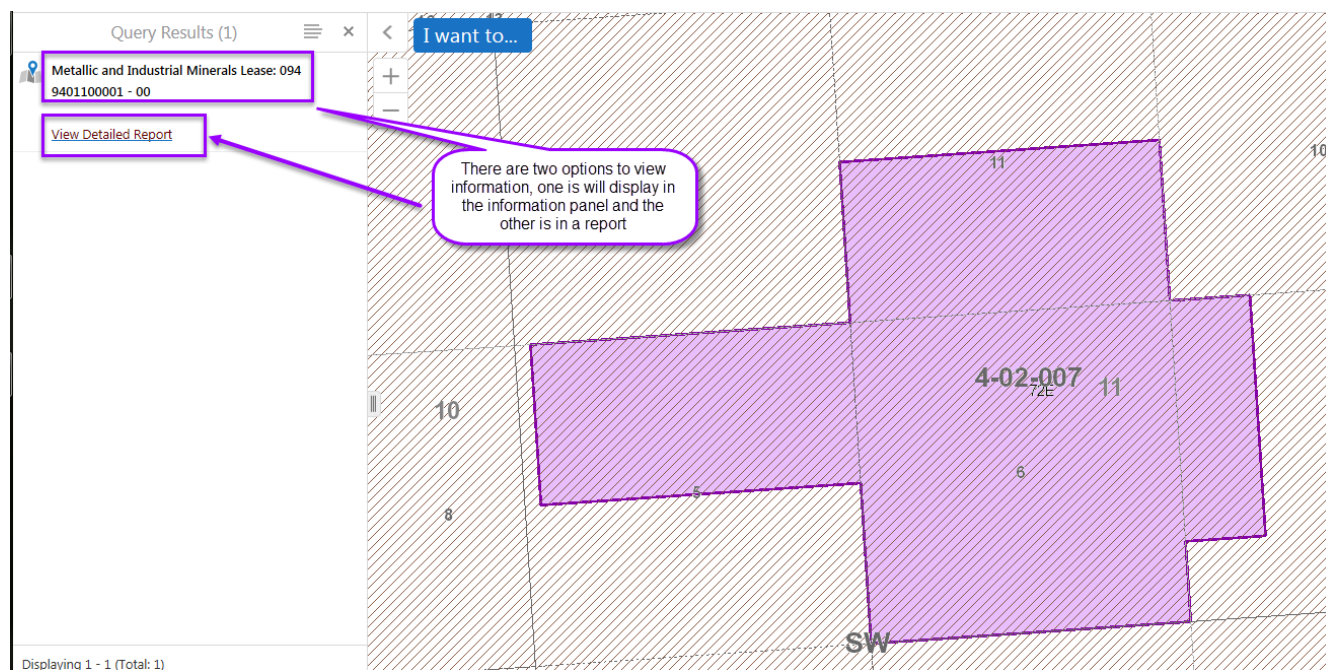 Query Results (1)
I want to...
Metallic and Industrial Minerals Lease: 094
9401100001 - 00
View Detailed Report
There are two options to view
information, one is will display in
the information panel and the
other is in a report
11
10
4-02-007
72E
11
10
6
5
8
SW
Displaying 1 - 1 (Total: 1)